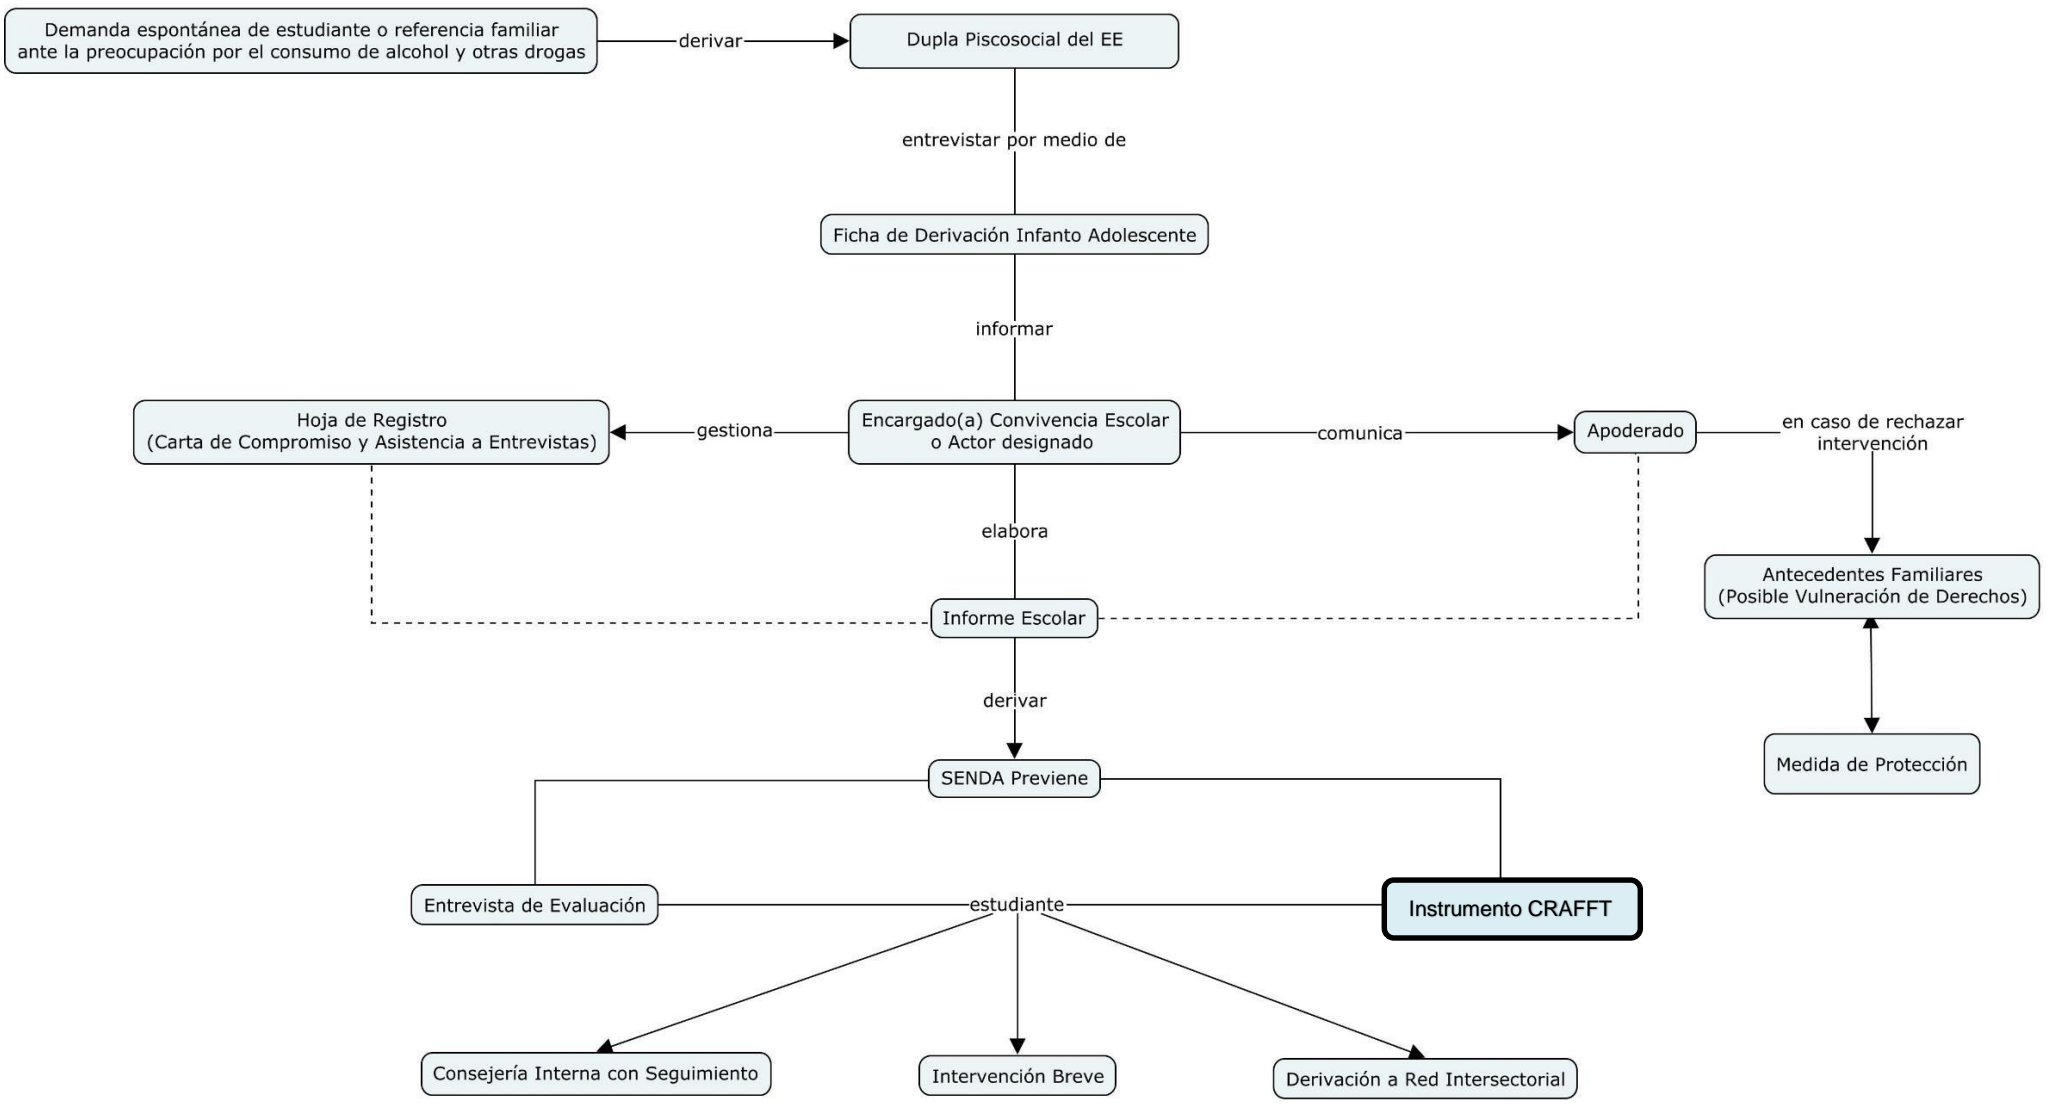 Demanda espontánea de estudiante o referencia familiar
ante la preocupación por el consumo de alcohol y otras drogas
derivar
Dupla Piscosocial del EE
entrevistar por medio de
Ficha de Derivación Infanto Adolescente
informar
Hoja de Registro
(Carta de Compromiso y Asistencia a Entrevistas)
gestiona
Encargado(a) Convivencia Escolar
o Actor designado
comunica
Apoderado
en caso de rechazar
intervención
elabora
Antecedentes Familiares
(Posible Vulneración de Derechos)
Informe Escolar
derivar
Medida de Protección
SENDA Previene
Entrevista de Evaluación
estudiante
Instrumento CRAFFT
Consejería Interna con Seguimiento
Intervención Breve
Derivación a Red Intersectorial